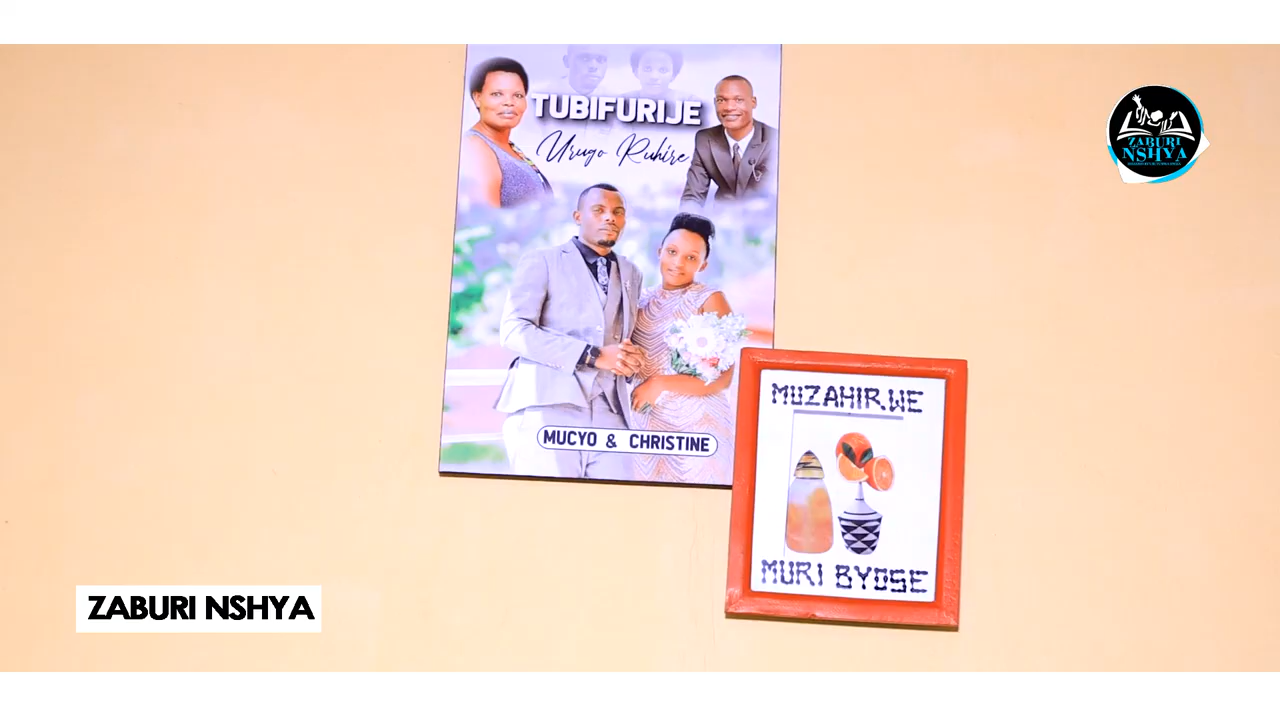 TUBIFURIJE
Urugo Ruhire
MUCYO & CHRISTINE
MUZAHIRWE
MURI BYOSE
ZABURI
NSHYA
ZABURI NSHYA